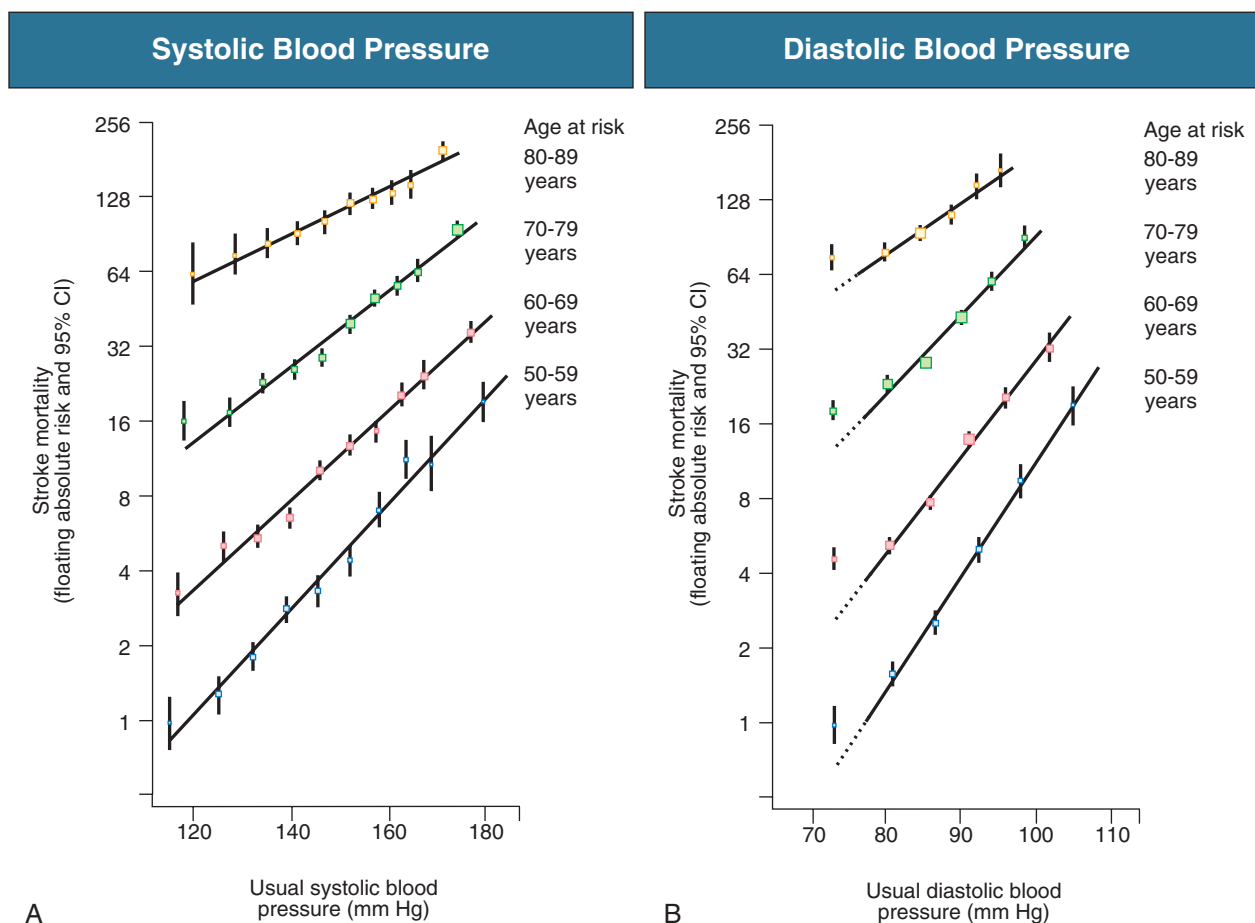 Systolic Blood Pressure
Stroke mortality
(floating absolute risk and 95% CI)
256
128
64
32
16
8
4
2
1
Age at risk
80-89
years
70-79
years
60-69
years
50-59
years
120
140
160
180
Usual systolic blood
pressure (mm Hg)
A
Diastolic Blood Pressure
Stroke mortality
(floating absolute risk and 95% CI)
256
128
64
32
16
8
4
2
1
Age at risk
80-89
years
70-79
years
60-69
years
50-59
years
70
80
90
100
110
Usual diastolic blood
pressure (mm Hg)
B